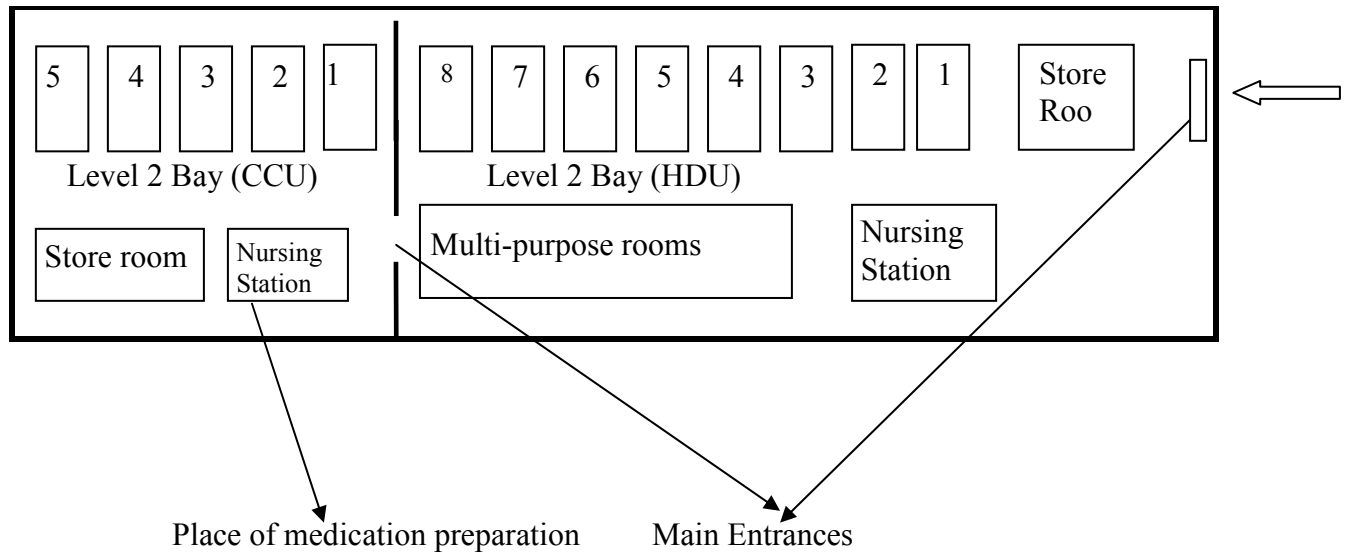 5 4 3 2 1 8 7 6 5 4 3 2 1
Store
Roo
Level 2 Bay (CCU)
Level 2 Bay (HDU)
Store room
Nursing
Station
Multi-purpose rooms
Nursing
Station
Place of medication preparation
Main Entrances